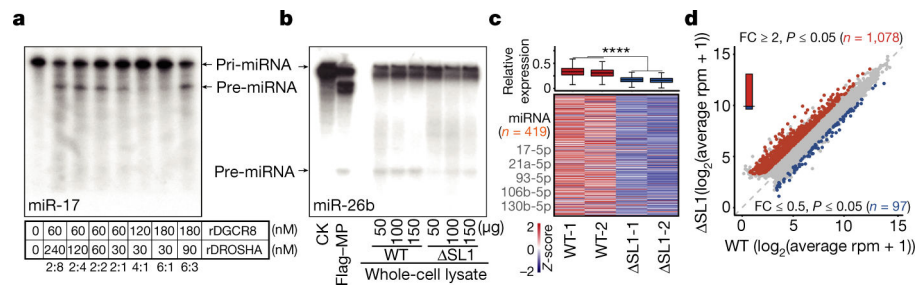 a
Pri-miRNA
Pre-miRNA
miR-17
0 60 60 60 60 120 180 180 rDGCR8 (nM)
0 240 120 60 30 30 30 90 rDROSHA (nM)
2:8 2:4 2:2 2:1 4:1 6:1 6:3
b
Pre-miRNA
miR-26b
CK
Flag–MP
50 100 150 50 100 150 (μg)
WT ΔSL1
Whole-cell lysate
c
****
Relative expression
0.5
0
miRNA
(n = 419)
17-5p
21a-5p
93-5p
106b-5p
130b-5p
2
0
−2
Z-score
WT-1
WT-2
ΔSL1-1
ΔSL1-2
d
FC ≥ 2, P ≤ 0.05 (n = 1,078)
15
10
5
0
ΔSL1(log2(average rpm + 1))
FC ≤ 0.5, P ≤ 0.05 (n = 97)
0 5 10 15
WT (log2(average rpm + 1))